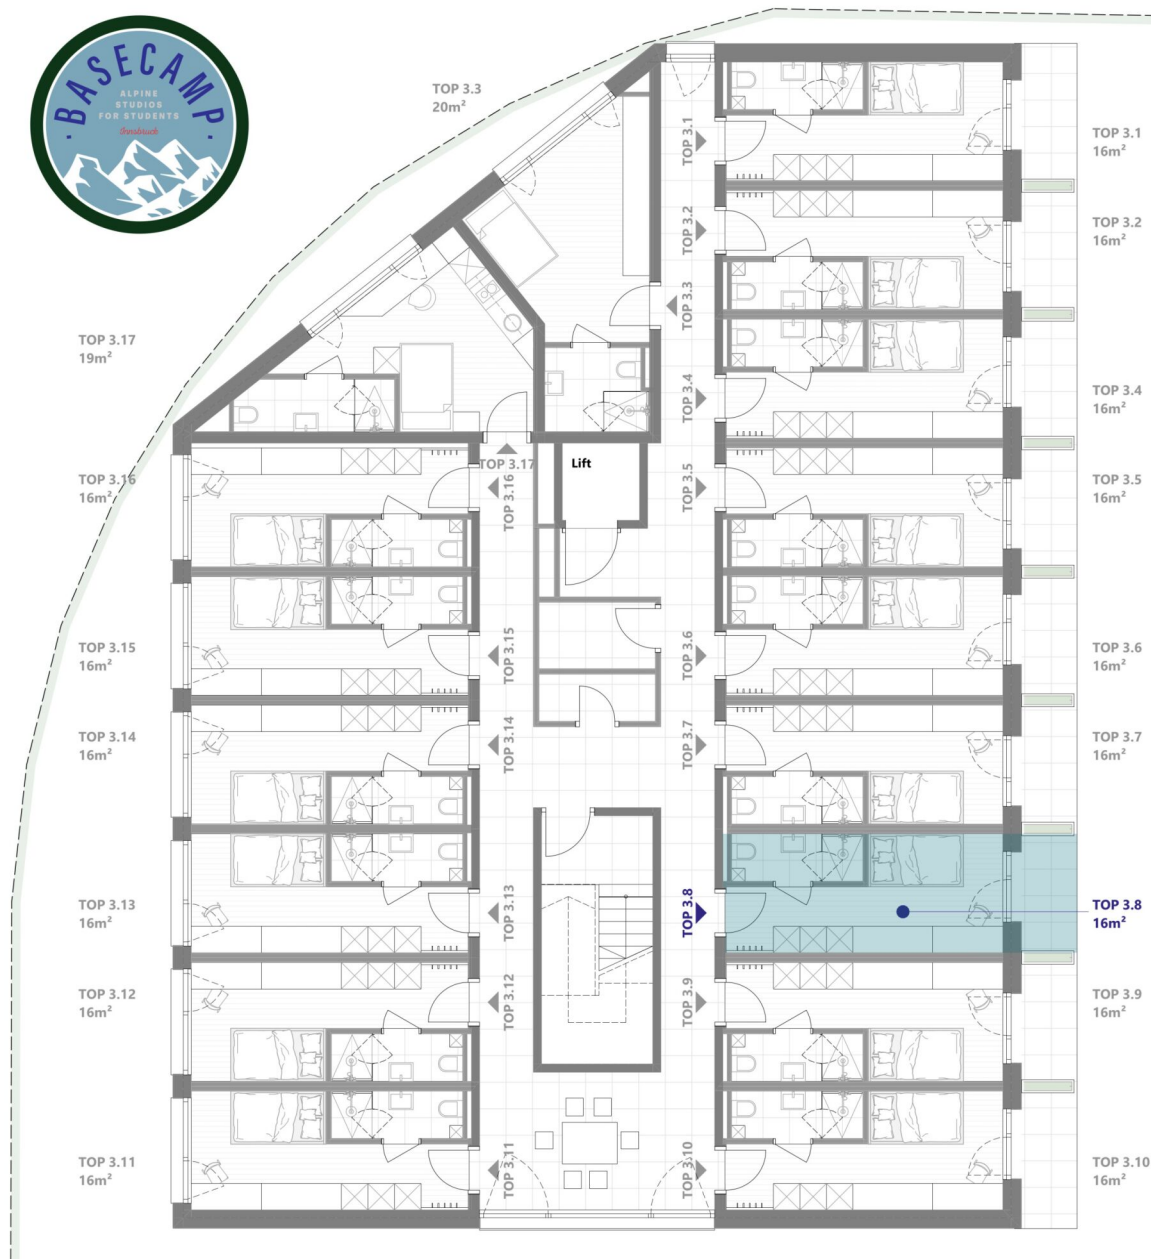 BASECAMP
ALPINE
STUDIOS
FOR STUDENTS
Innsbruck
TOP 3.3
20m²
TOP 3.17
19m²
TOP 3.16
16m²
TOP 3.15
16m²
TOP 3.14
16m²
TOP 3.13
16m²
TOP 3.12
16m²
TOP 3.11
16m²
TOP 3.17
TOP 3.16
TOP 3.15
TOP 3.14
TOP 3.13
TOP 3.12
TOP 3.11
Lift
TOP 3.1
TOP 3.2
TOP 3.3
TOP 3.4
TOP 3.5
TOP 3.6
TOP 3.7
TOP 3.8
TOP 3.9
TOP 3.10
TOP 3.1
16m²
TOP 3.2
16m²
TOP 3.4
16m²
TOP 3.5
16m²
TOP 3.6
16m²
TOP 3.7
16m²
TOP 3.8
16m²
TOP 3.9
16m²
TOP 3.10
16m²